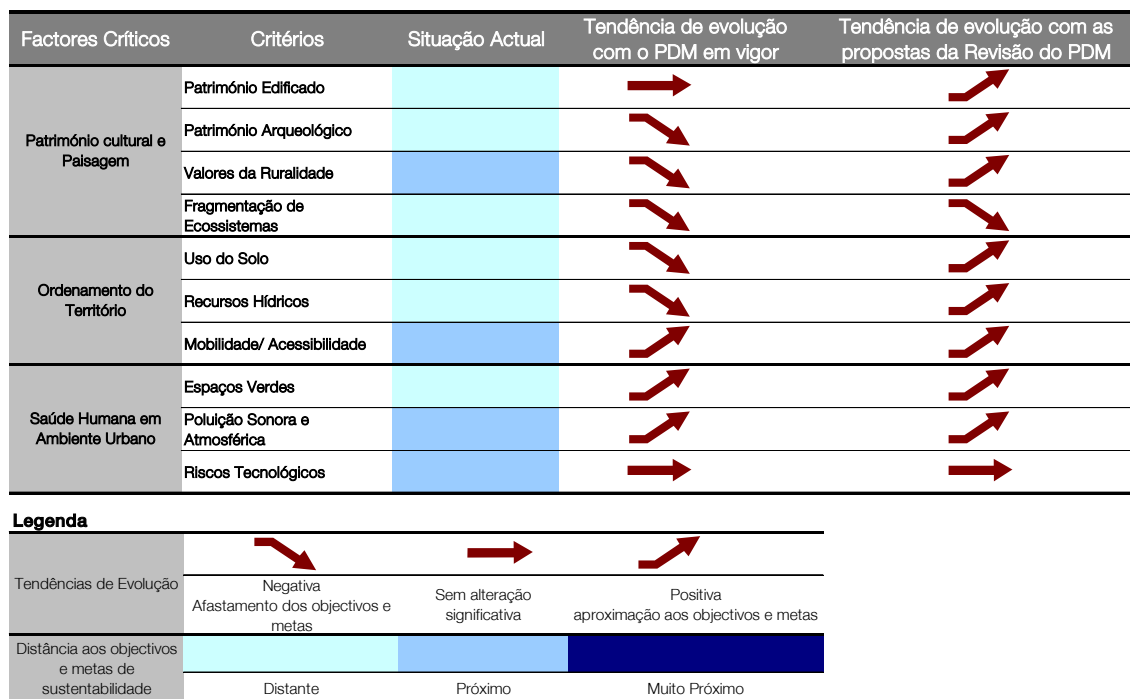 Factores Críticos
Critérios
Situação Actual
Tendência de evolução
com o PDM em vigor
Tendência de evolução com as
propostas da Revisão do PDM
Património cultural e
Paisagem
Património Edificado
Património Arqueológico
Valores da Ruralidade
Fragmentação de
Ecossistemas
Ordenamento do
Território
Uso do Solo
Recursos Hídricos
Mobilidade/ Acessibilidade
Saúde Humana em
Ambiente Urbano
Espaços Verdes
Poluição Sonora e
Atmosférica
Riscos Tecnológicos
Legenda
Tendências de Evolução
Negativa
Afastamento dos objectivos e
metas
Sem alteração
significativa
Positiva
aproximação aos objectivos e metas
Distância aos objectivos
e metas de
sustentabilidade
Distante
Próximo
Muito Próximo